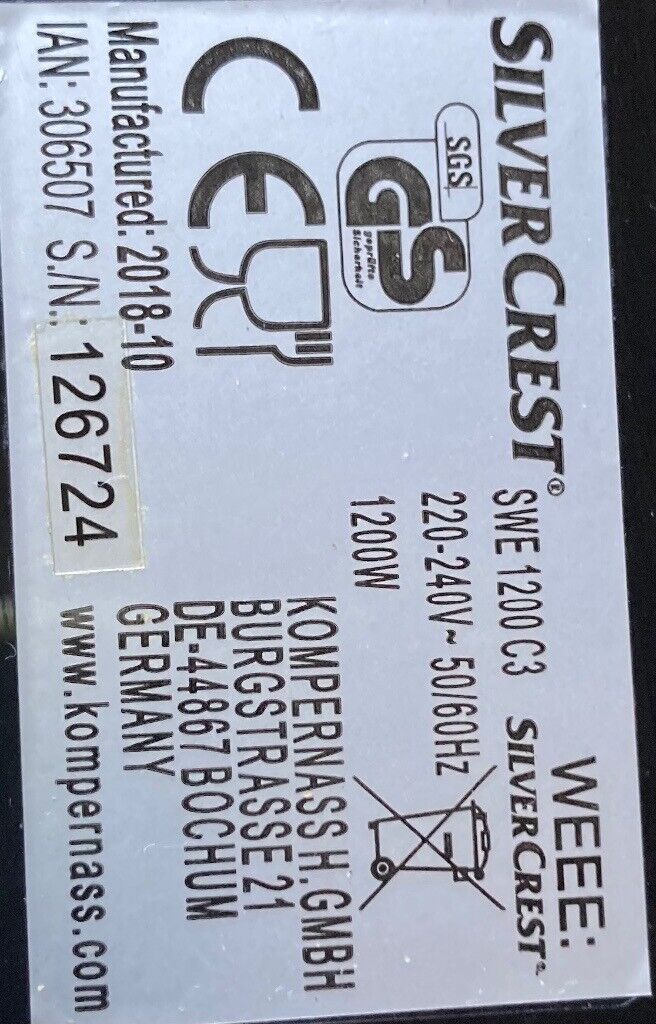 SILVERCREST®
SWE 1200 C3
220-240V~ 50/60Hz
1200W
WEEE:
SILVERCREST™
SGS
GS
geprüfte
Sicherheit
CE
KOMPERNASS H. GMBH
BURGSTRASSE 21
DE-44867 BOCHUM
GERMANY
Manufactured: 2018-10
IAN: 306507 S./N.: 126724
www.kompernass.com